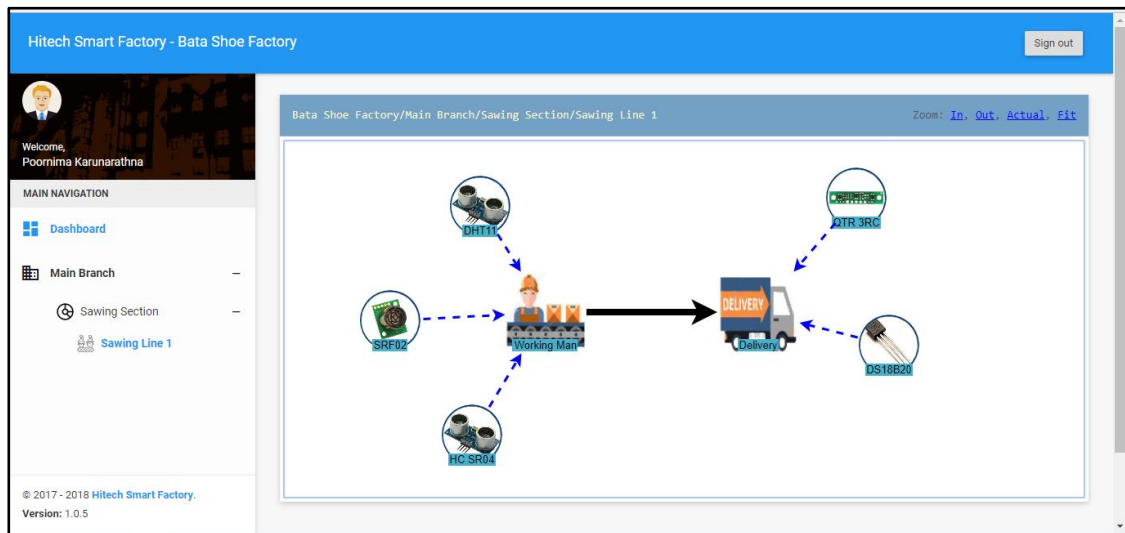 Hitech Smart Factory - Bata Shoe Factory
Sign out
Welcome,
Poornima Karunarathna
MAIN NAVIGATION
Dashboard
Main Branch
Sawing Section
Sawing Line 1
© 2017 - 2018 Hitech Smart Factory.
Version: 1.0.5
Bata Shoe Factory/Main Branch/Sawing Section/Sawing Line 1
Zoom: In, Out, Actual, Fit
DHT11
QTR 3RC
SRF02
Working Man
DELIVERY
Delivery
DS18B20
HC SR04